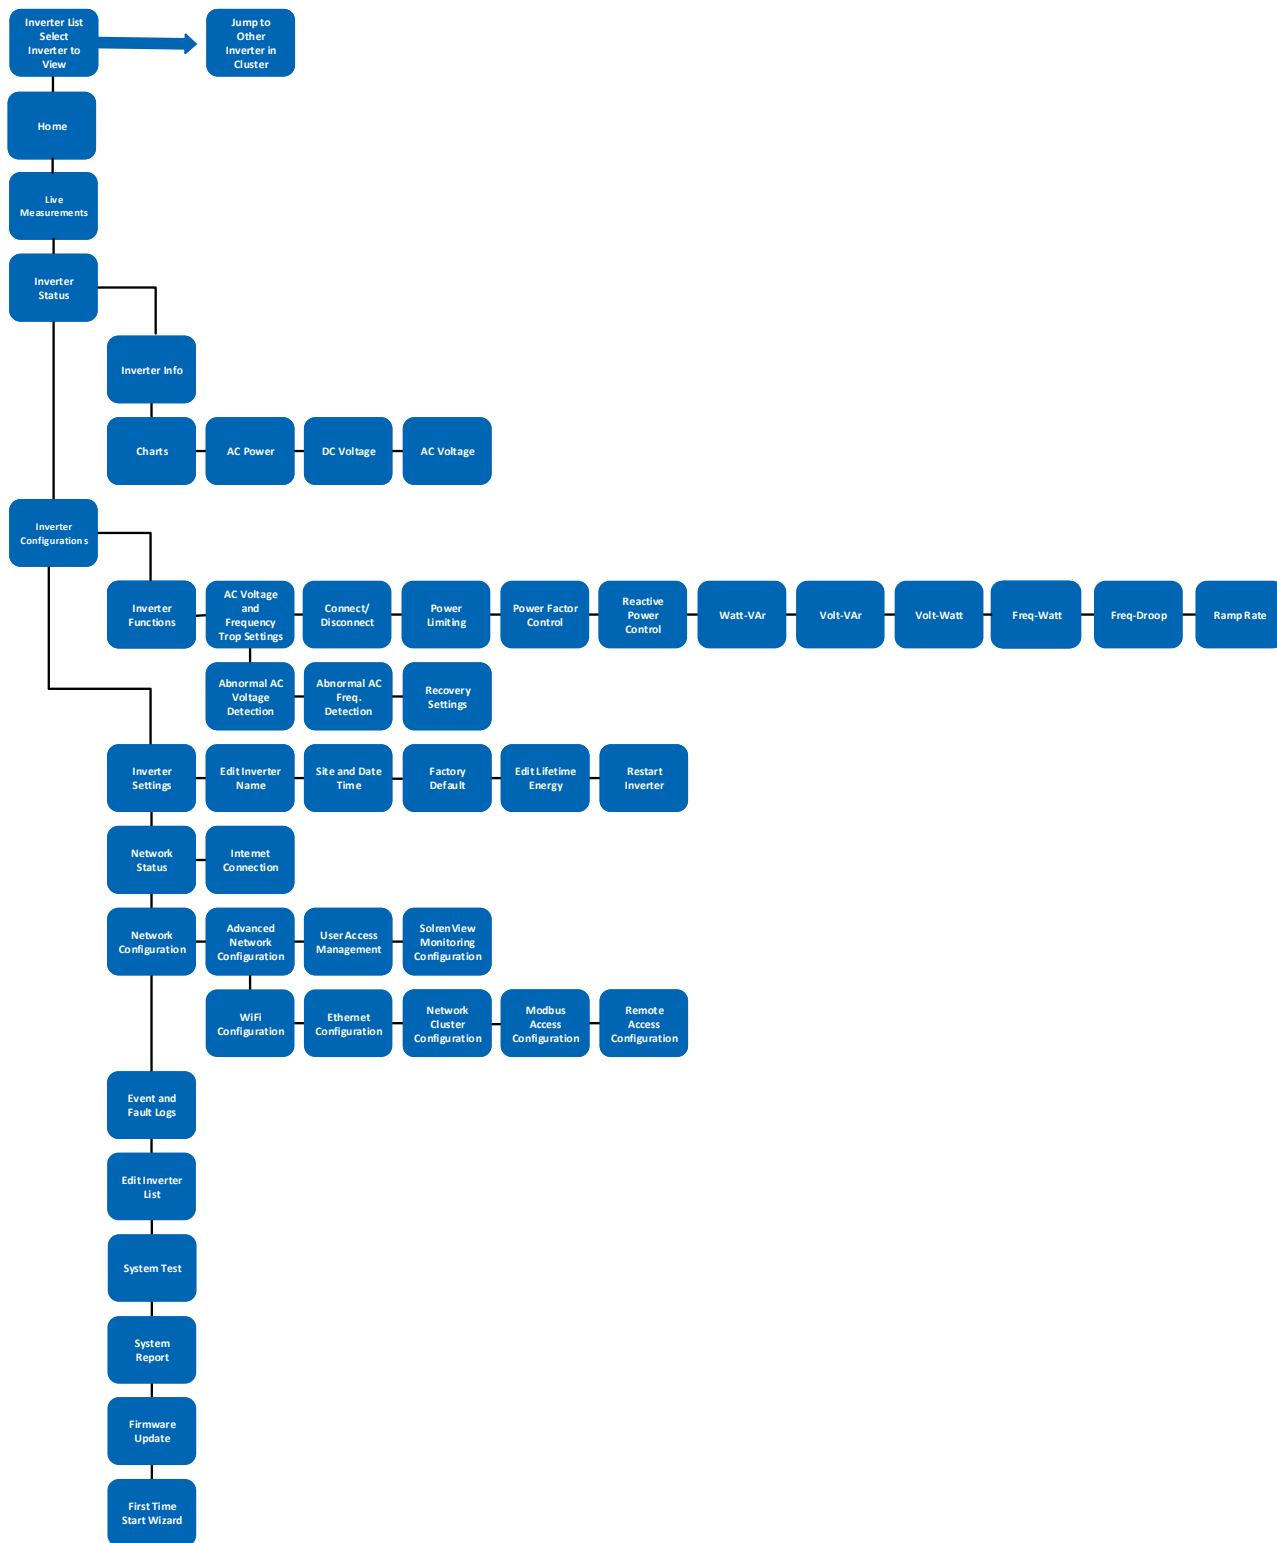 Inverter List
Select
Inverter to
View
Jump to
Other
Inverter in
Cluster
Home
Live
Measurements
Inverter
Status
Inverter Info
Charts
AC Power
DC Voltage
AC Voltage
Inverter
Configurations
Inverter
Functions
AC Voltage
and
Frequency
Trop Settings
Connect/
Disconnect
Power
Limiting
Power Factor
Control
Reactive
Power
Control
Watt-VAr
Volt-VAr
Volt-Watt
Freq-Watt
Freq-Droop
Ramp Rate
Abnormal AC
Voltage
Detection
Abnormal AC
Freq.
Detection
Recovery
Settings
Inverter
Settings
Edit Inverter
Name
Site and Date
Time
Factory
Default
Edit Lifetime
Energy
Restart
Inverter
Network
Status
Internet
Connection
Network
Configuration
Advanced
Network
Configuration
User Access
Management
SolrenView
Monitoring
Configuration
WiFi
Configuration
Ethernet
Configuration
Network
Cluster
Configuration
Modbus
Access
Configuration
Remote
Access
Configuration
Event and
Fault Logs
Edit Inverter
List
System Test
System
Report
Firmware
Update
First Time
Start Wizard